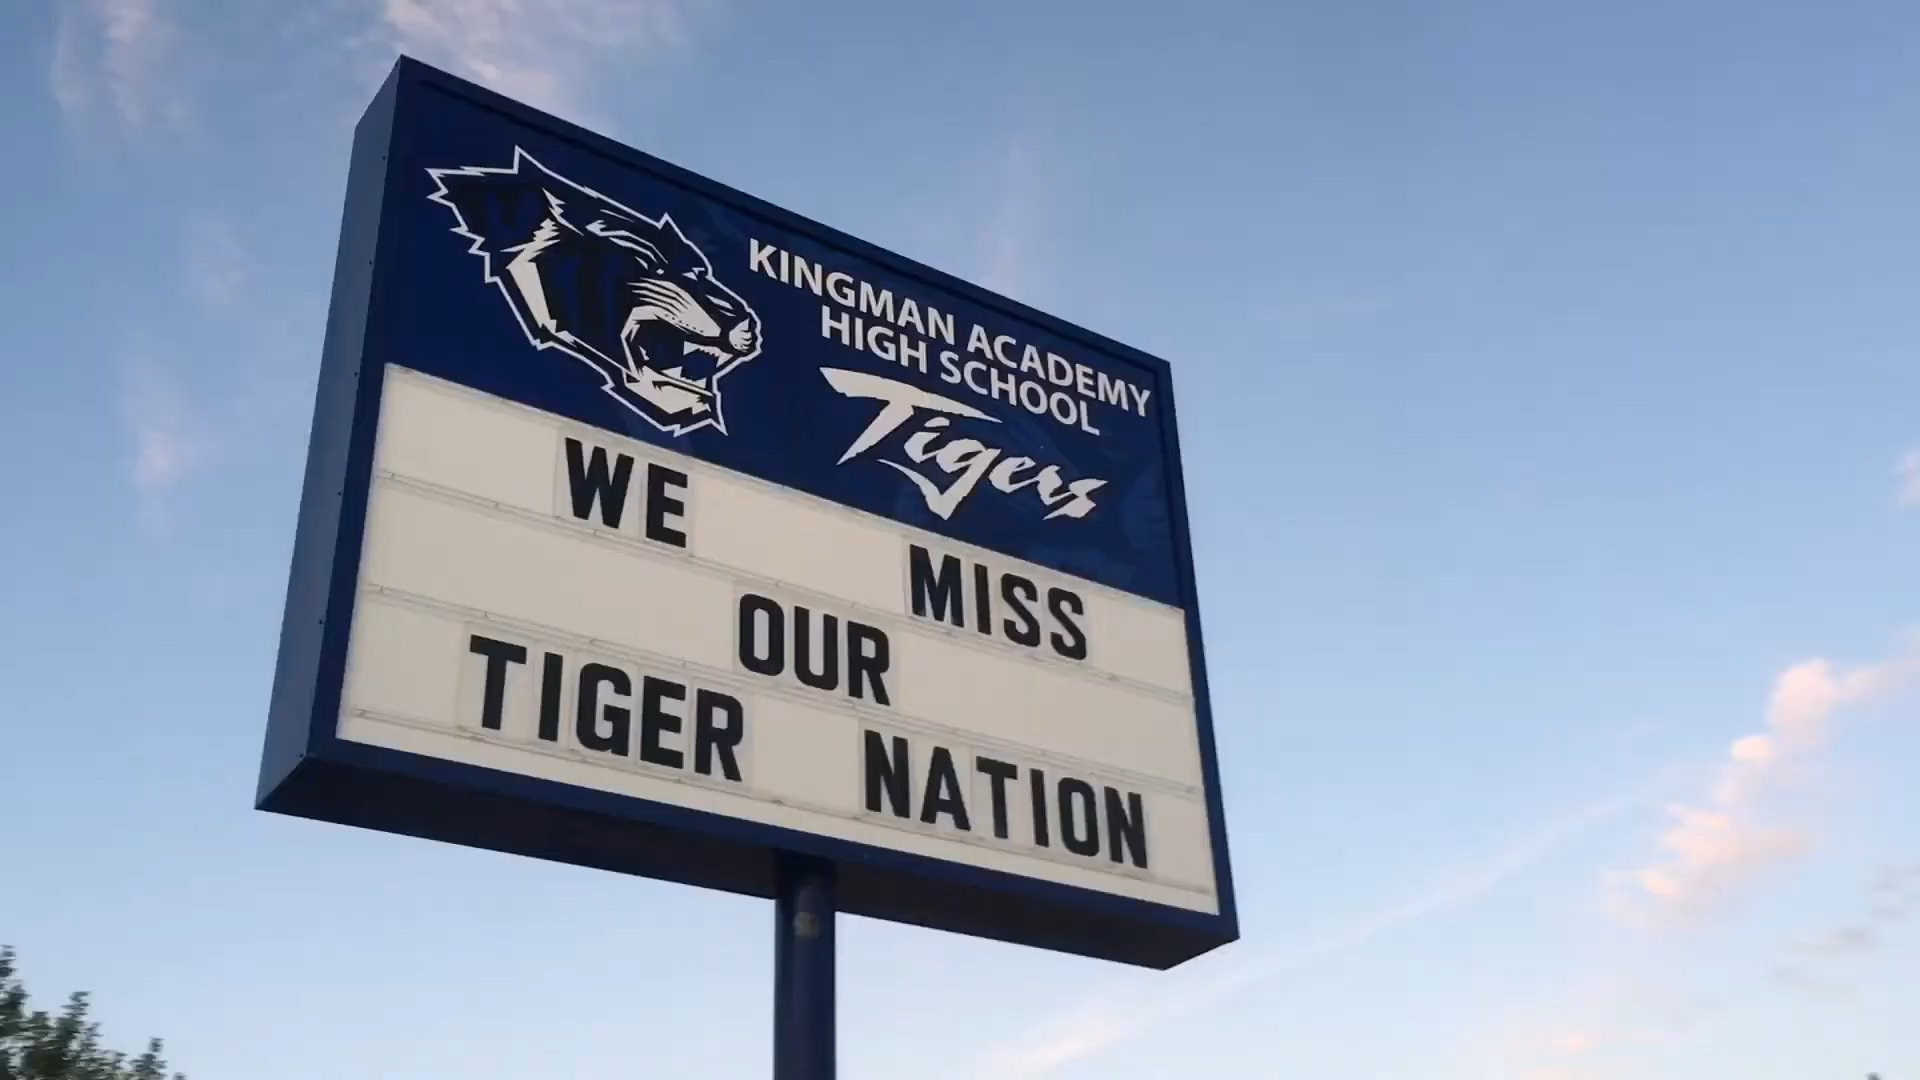 KINGMAN ACADEMY
HIGH SCHOOL
Tigers
WE MISS
OUR
TIGER NATION